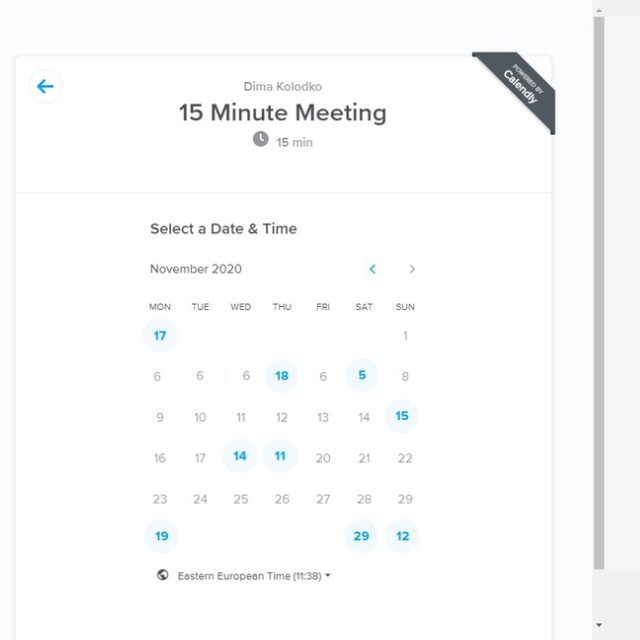 POWERED BY
Calendly
Dima Kolodko
15 Minute Meeting
15 min
Select a Date & Time
November 2020
MON TUE WED THU FRI SAT SUN
17 1
6 6 6 18 6 5 8
9 10 11 12 13 14 15
16 17 14 11 20 21 22
23 24 25 26 27 28 29
19 29 12
Eastern European Time (11:38)